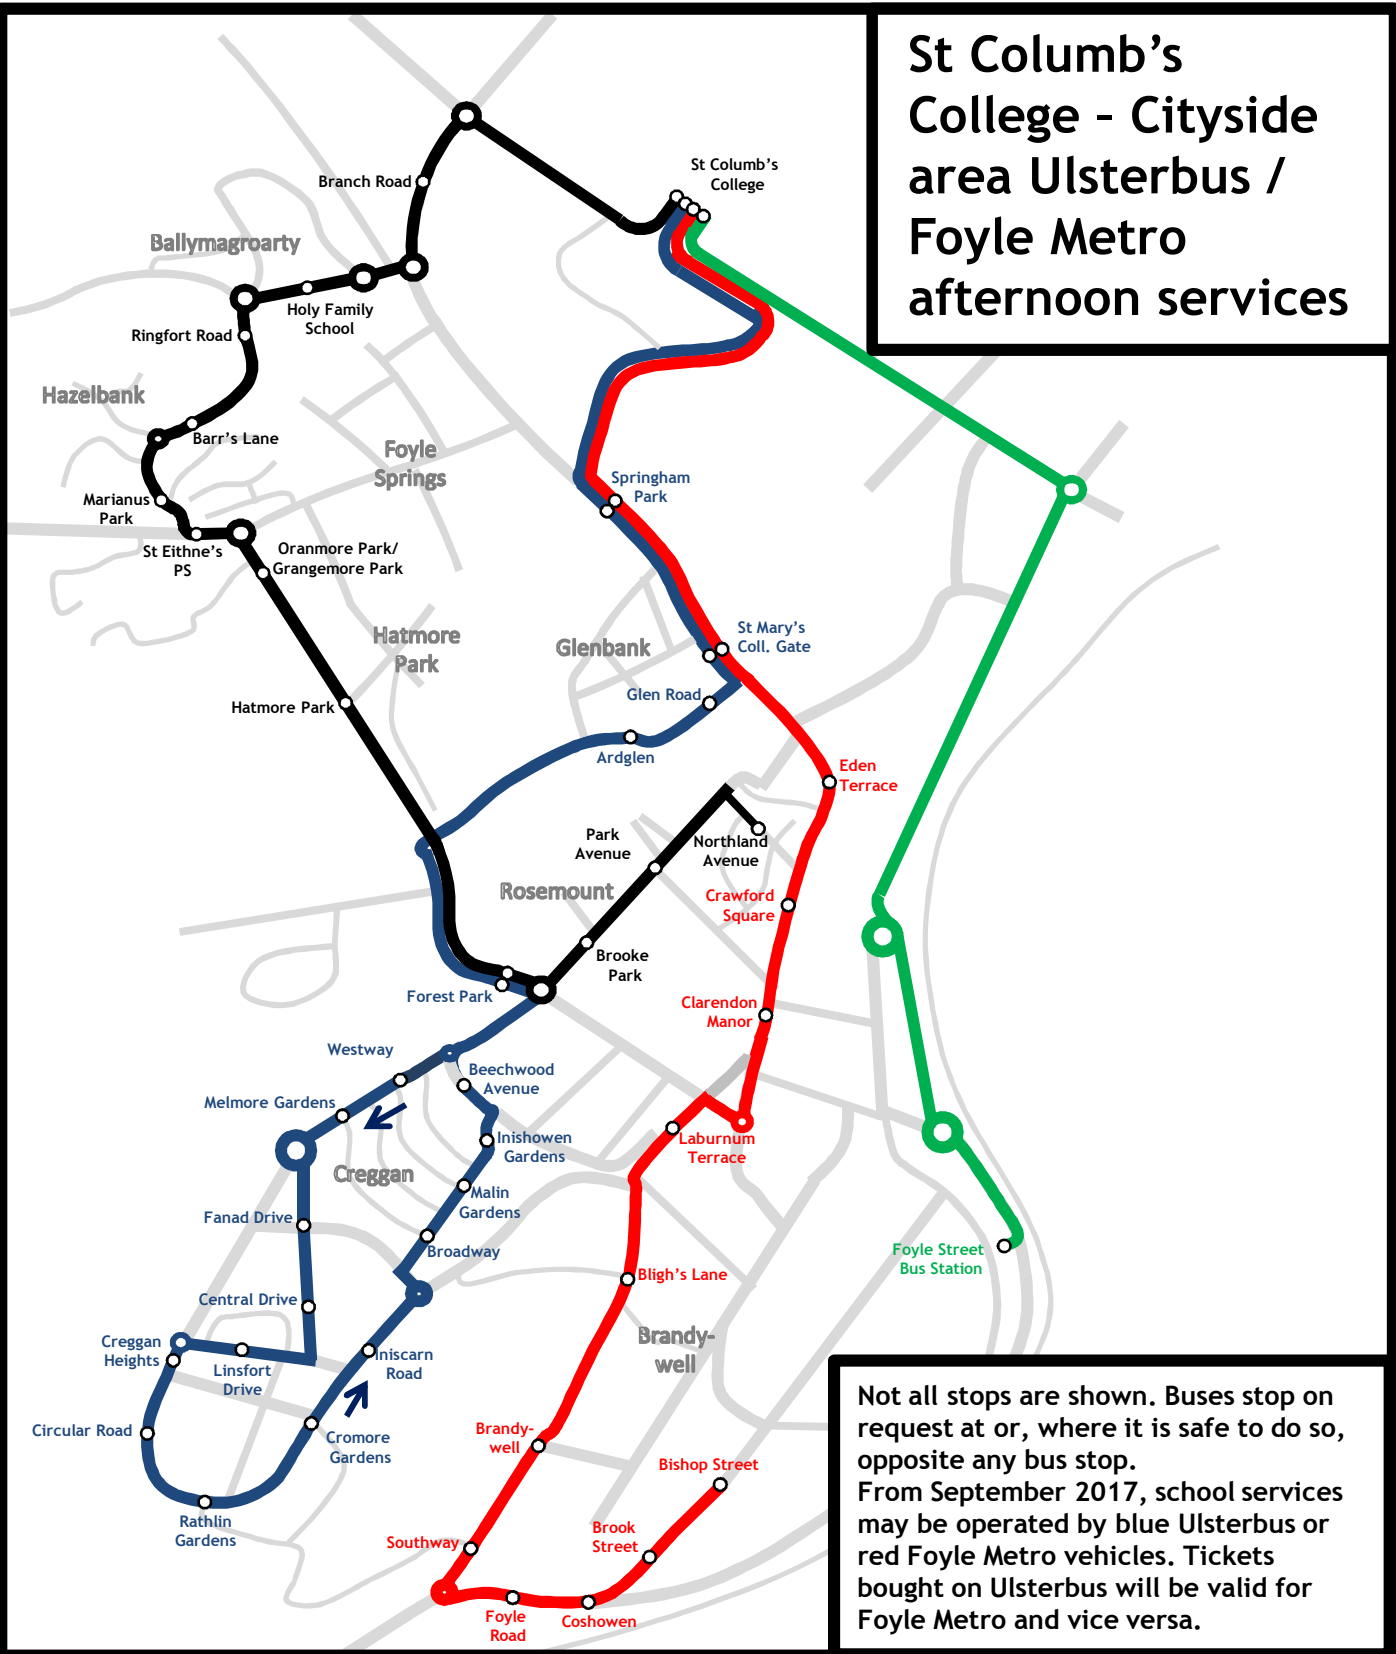 St Columb's
College – Cityside
area Ulsterbus /
Foyle Metro
afternoon services
St Columb's
College
Branch Road
Ballymagroarty
Holy Family
School
Ringfort Road
Hazelbank
Barr's Lane
Foyle
Springs
Springham
Park
Marianus
Park
St Eithne's
PS
Oranmore Park/
Grangemore Park
Hatmore
Park
Glenbank
St Mary's
Coll. Gate
Glen Road
Hatmore Park
Ardglen
Eden
Terrace
Park
Avenue
Northland
Avenue
Rosemount
Crawford
Square
Brooke
Park
Forest Park
Clarendon
Manor
Westway
Beechwood
Avenue
Melmore Gardens
Inishowen
Gardens
Laburnum
Terrace
Creggan
Malin
Gardens
Fanad Drive
Broadway
Foyle Street
Bus Station
Bligh's Lane
Central Drive
Brandy-
well
Creggan
Heights
Linsfort
Drive
Iniscarn
Road
Circular Road
Cromore
Gardens
Brandy-
well
Bishop Street
Rathlin
Gardens
Southway
Brook
Street
Foyle
Road
Coshowen
Not all stops are shown. Buses stop on
request at or, where it is safe to do so,
opposite any bus stop.
From September 2017, school services
may be operated by blue Ulsterbus or
red Foyle Metro vehicles. Tickets
bought on Ulsterbus will be valid for
Foyle Metro and vice versa.